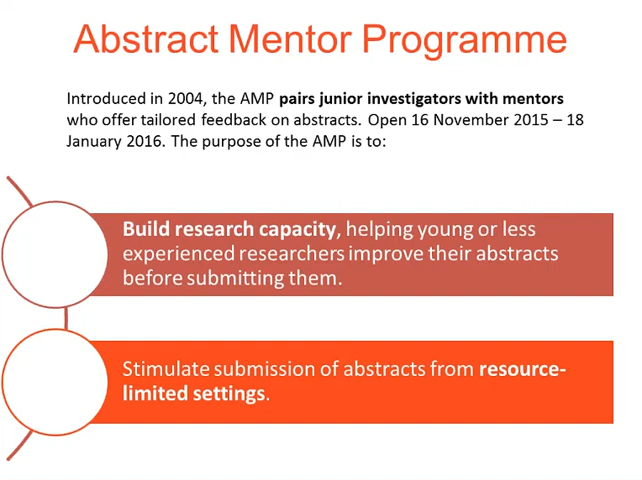 Abstract Mentor Programme
Introduced in 2004, the AMP pairs junior investigators with mentors
who offer tailored feedback on abstracts. Open 16 November 2015 – 18
January 2016. The purpose of the AMP is to:
Build research capacity, helping young or less
experienced researchers improve their abstracts
before submitting them.
Stimulate submission of abstracts from resource-
limited settings.